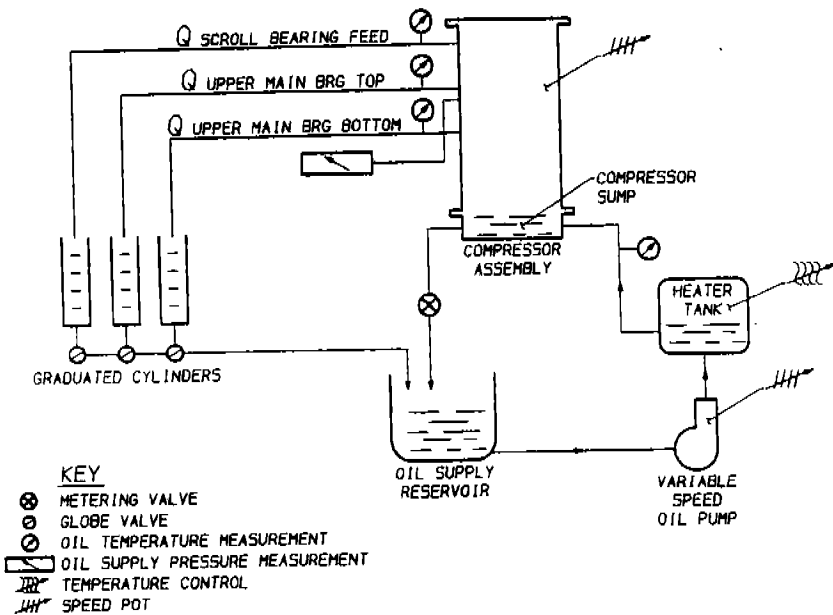 Q SCROLL BEARING FEED
Q UPPER MAIN BRG TOP
Q UPPER MAIN BRG BOTTOM
COMPRESSOR
SUMP
COMPRESSOR
ASSEMBLY
HEATER
TANK
GRADUATED CYLINDERS
OIL SUPPLY
RESERVOIR
VARIABLE
SPEED
OIL PUMP
KEY
METERING VALVE
GLOBE VALVE
OIL TEMPERATURE MEASUREMENT
OIL SUPPLY PRESSURE MEASUREMENT
TEMPERATURE CONTROL
SPEED POT